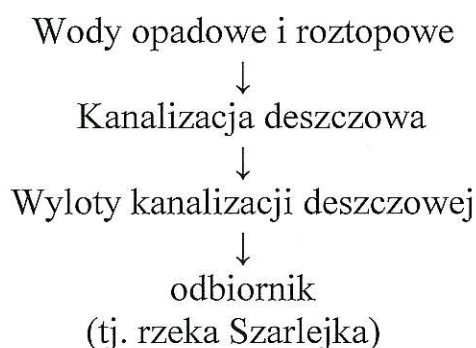 Wody opadowe i roztopowe
↓
Kanalizacja deszczowa
↓
Wyloty kanalizacji deszczowej
↓
odbiornik
(tj. rzeka Szarlejka)